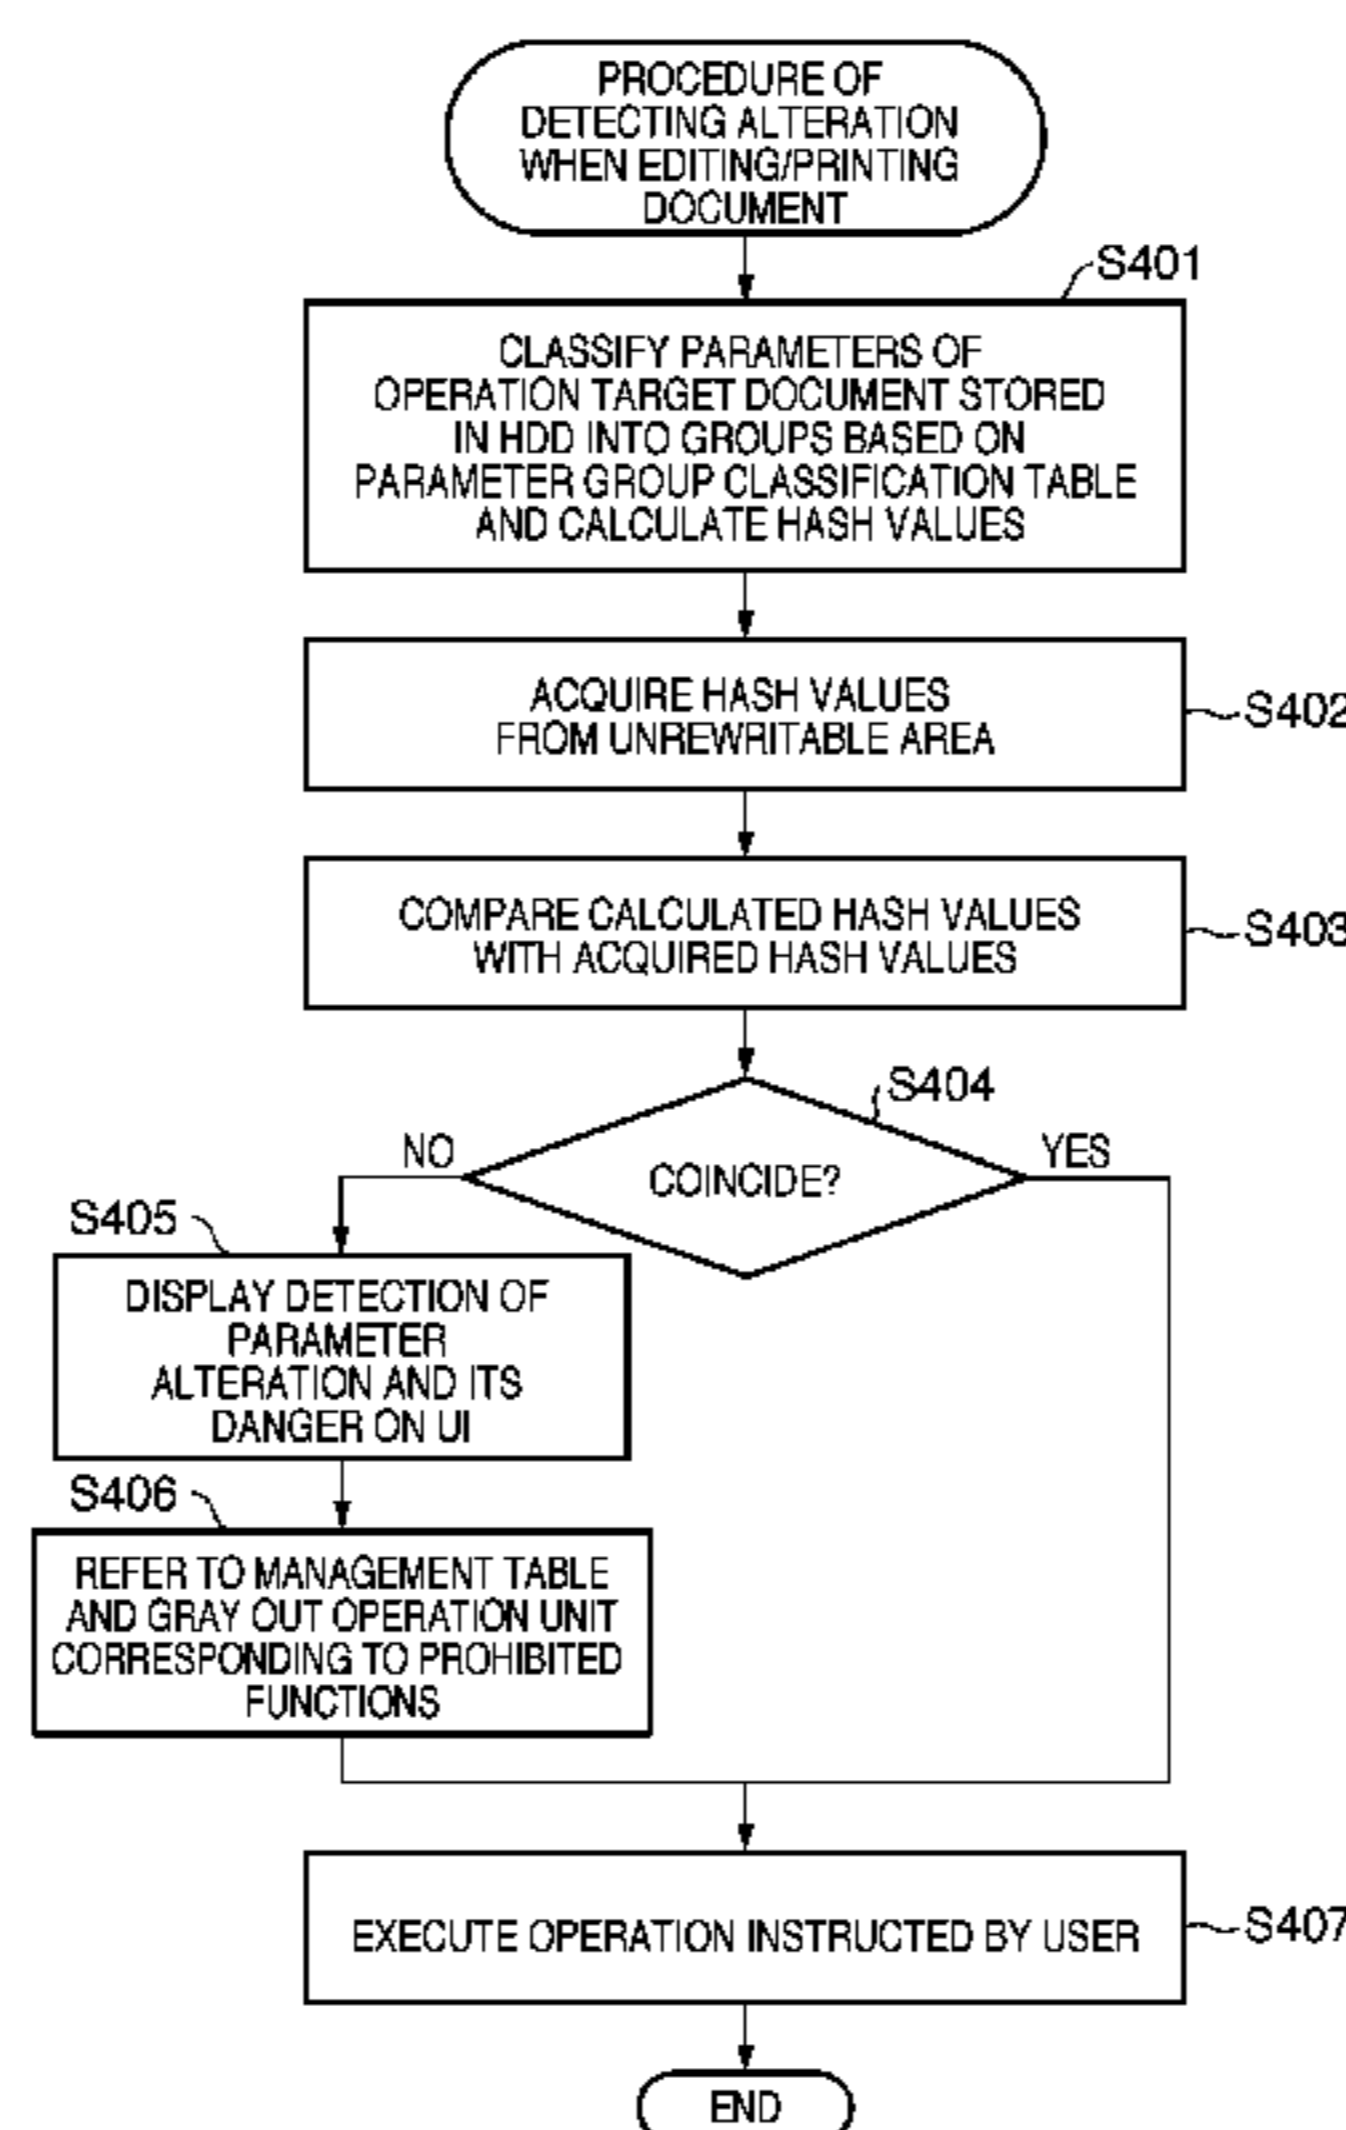 PROCEDURE OF
DETECTING ALTERATION
WHEN EDITING/PRINTING
DOCUMENT
S401
CLASSIFY PARAMETERS OF
OPERATION TARGET DOCUMENT STORED
IN HDD INTO GROUPS BASED ON
PARAMETER GROUP CLASSIFICATION TABLE
AND CALCULATE HASH VALUES
ACQUIRE HASH VALUES
FROM UNREWRITABLE AREA
S402
COMPARE CALCULATED HASH VALUES
WITH ACQUIRED HASH VALUES
S403
S404
NO
COINCIDE?
YES
S405
DISPLAY DETECTION OF
PARAMETER
ALTERATION AND ITS
DANGER ON UI
S406
REFER TO MANAGEMENT TABLE
AND GRAY OUT OPERATION UNIT
CORRESPONDING TO PROHIBITED
FUNCTIONS
EXECUTE OPERATION INSTRUCTED BY USER
S407
END